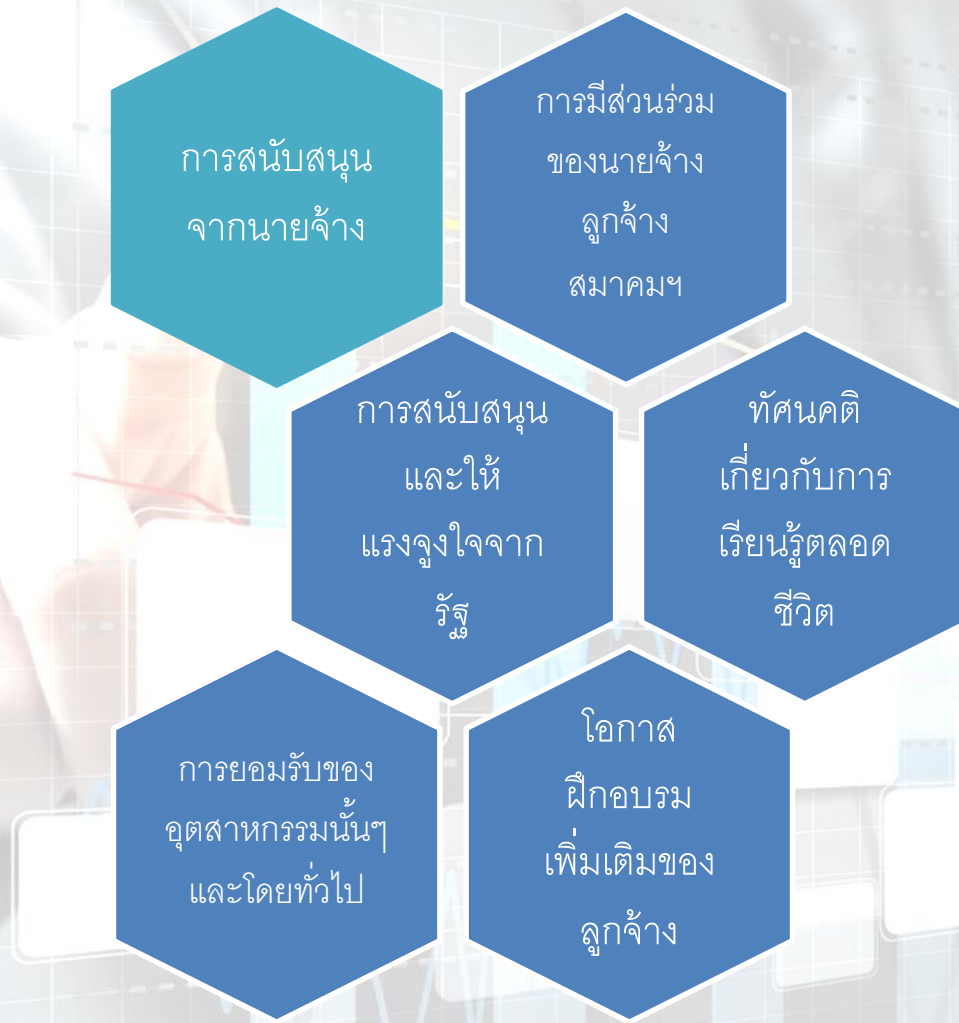 การสนับสนุน
จากนายจ้าง
การมีส่วนร่วม
ของนายจ้าง
ลูกจ้าง
สมาคมฯ
การสนับสนุน
และให้
แรงจูงใจจาก
รัฐ
ทัศนคติ
เกี่ยวกับการ
เรียนรู้ตลอด
ชีวิต
การยอมรับของ
อุตสาหกรรมนั้นๆ
และโดยทั่วไป
โอกาส
ฝึกอบรม
เพิ่มเติมของ
ลูกจ้าง